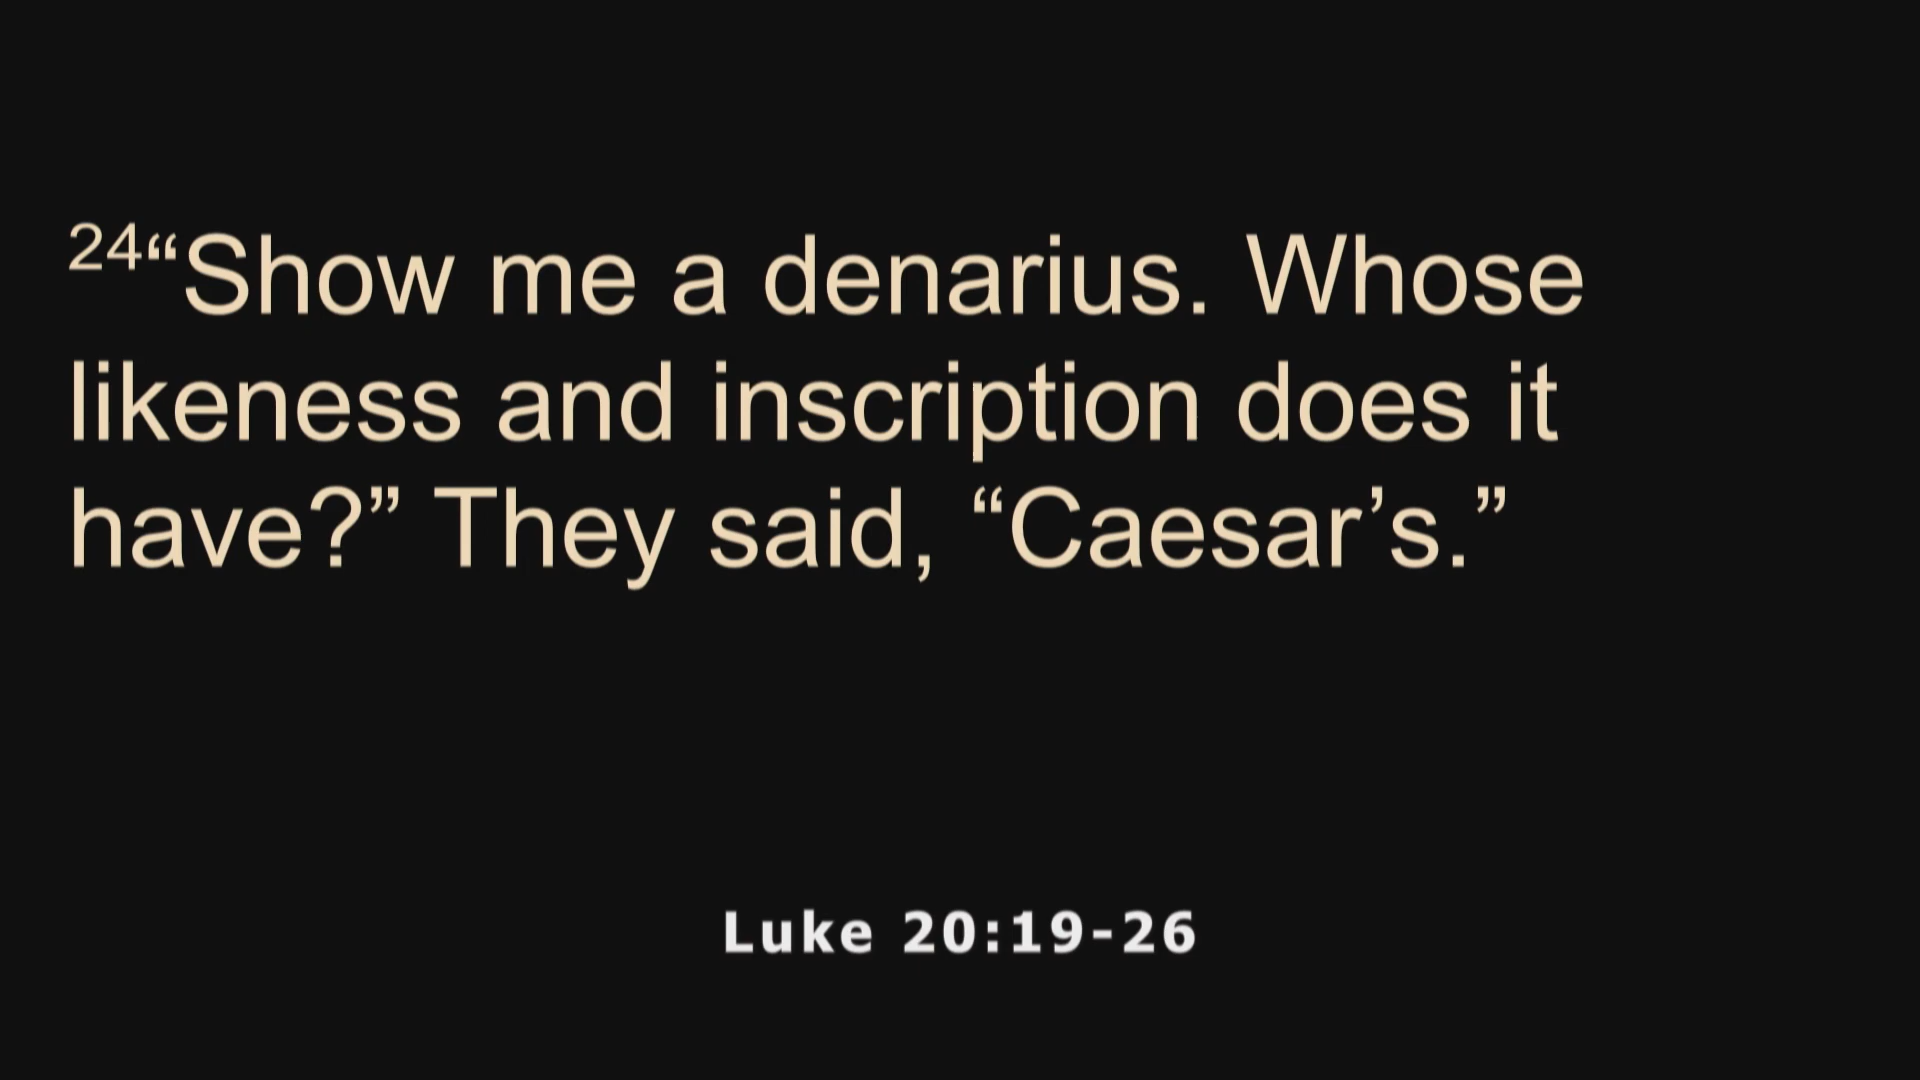 24“Show me a denarius. Whose
likeness and inscription does it
have?” They said, “Caesar’s.”
Luke 20:19-26